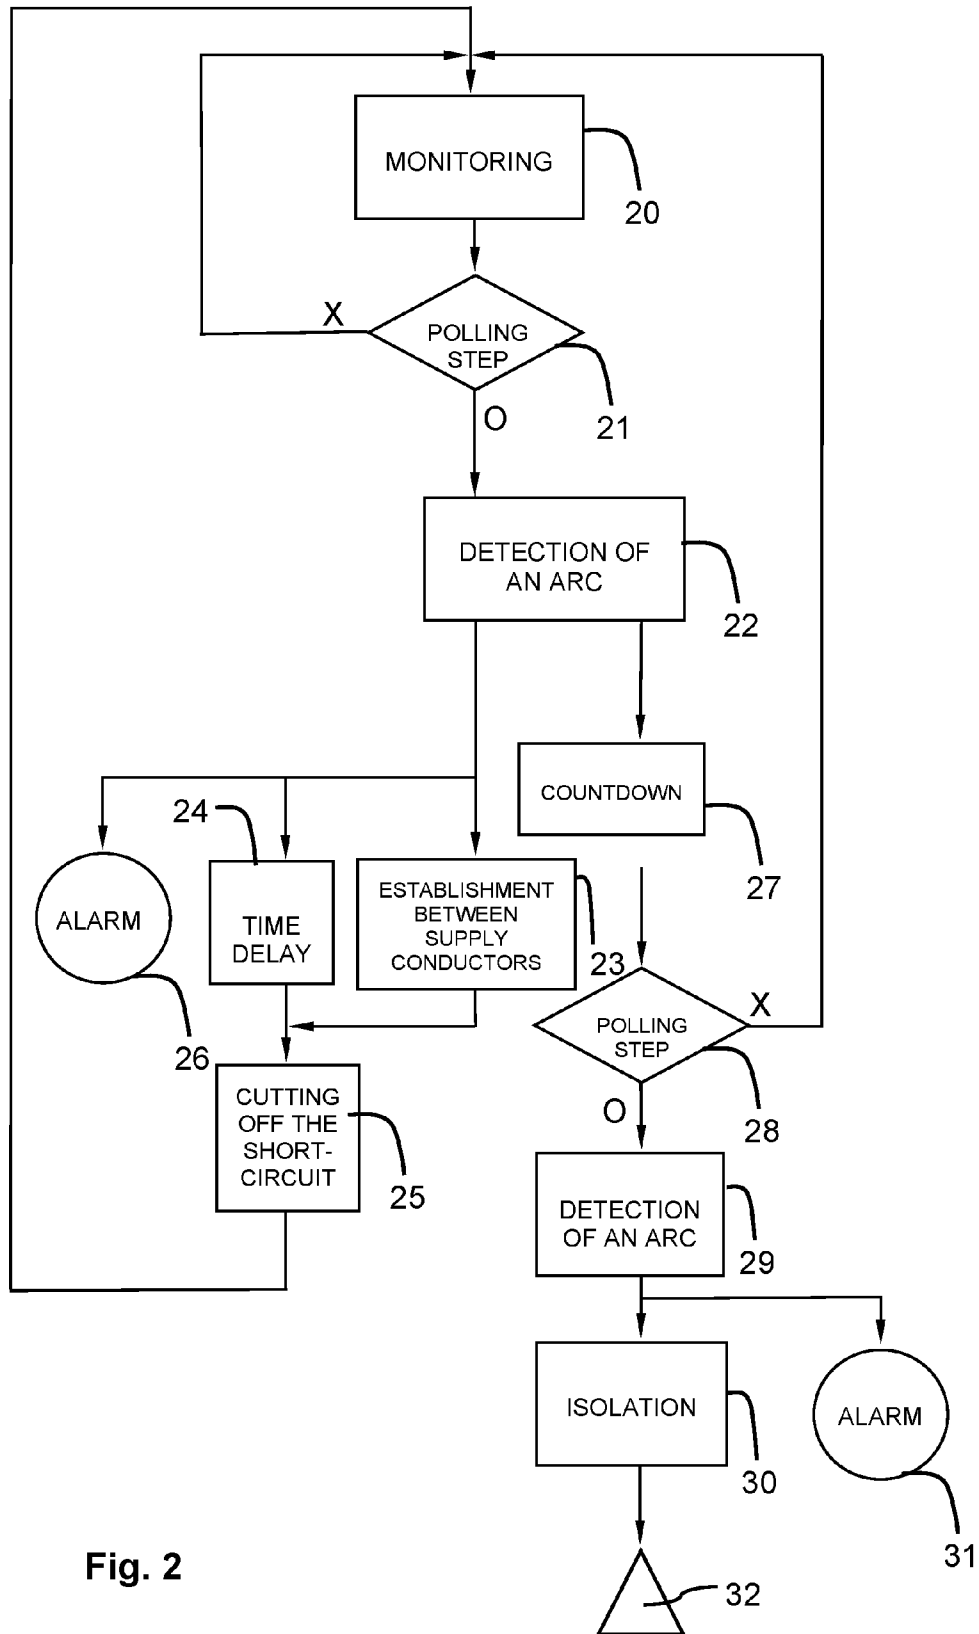 MONITORING
20
X
POLLING
STEP
21
O
DETECTION OF
AN ARC
22
COUNTDOWN
27
24
ALARM
26
TIME
DELAY
ESTABLISHMENT
BETWEEN
SUPPLY
CONDUCTORS
23
POLLING
STEP
X
28
O
CUTTING
OFF THE
SHORT-
CIRCUIT
25
DETECTION
OF AN ARC
29
ISOLATION
30
ALARM
31
32
Fig. 2